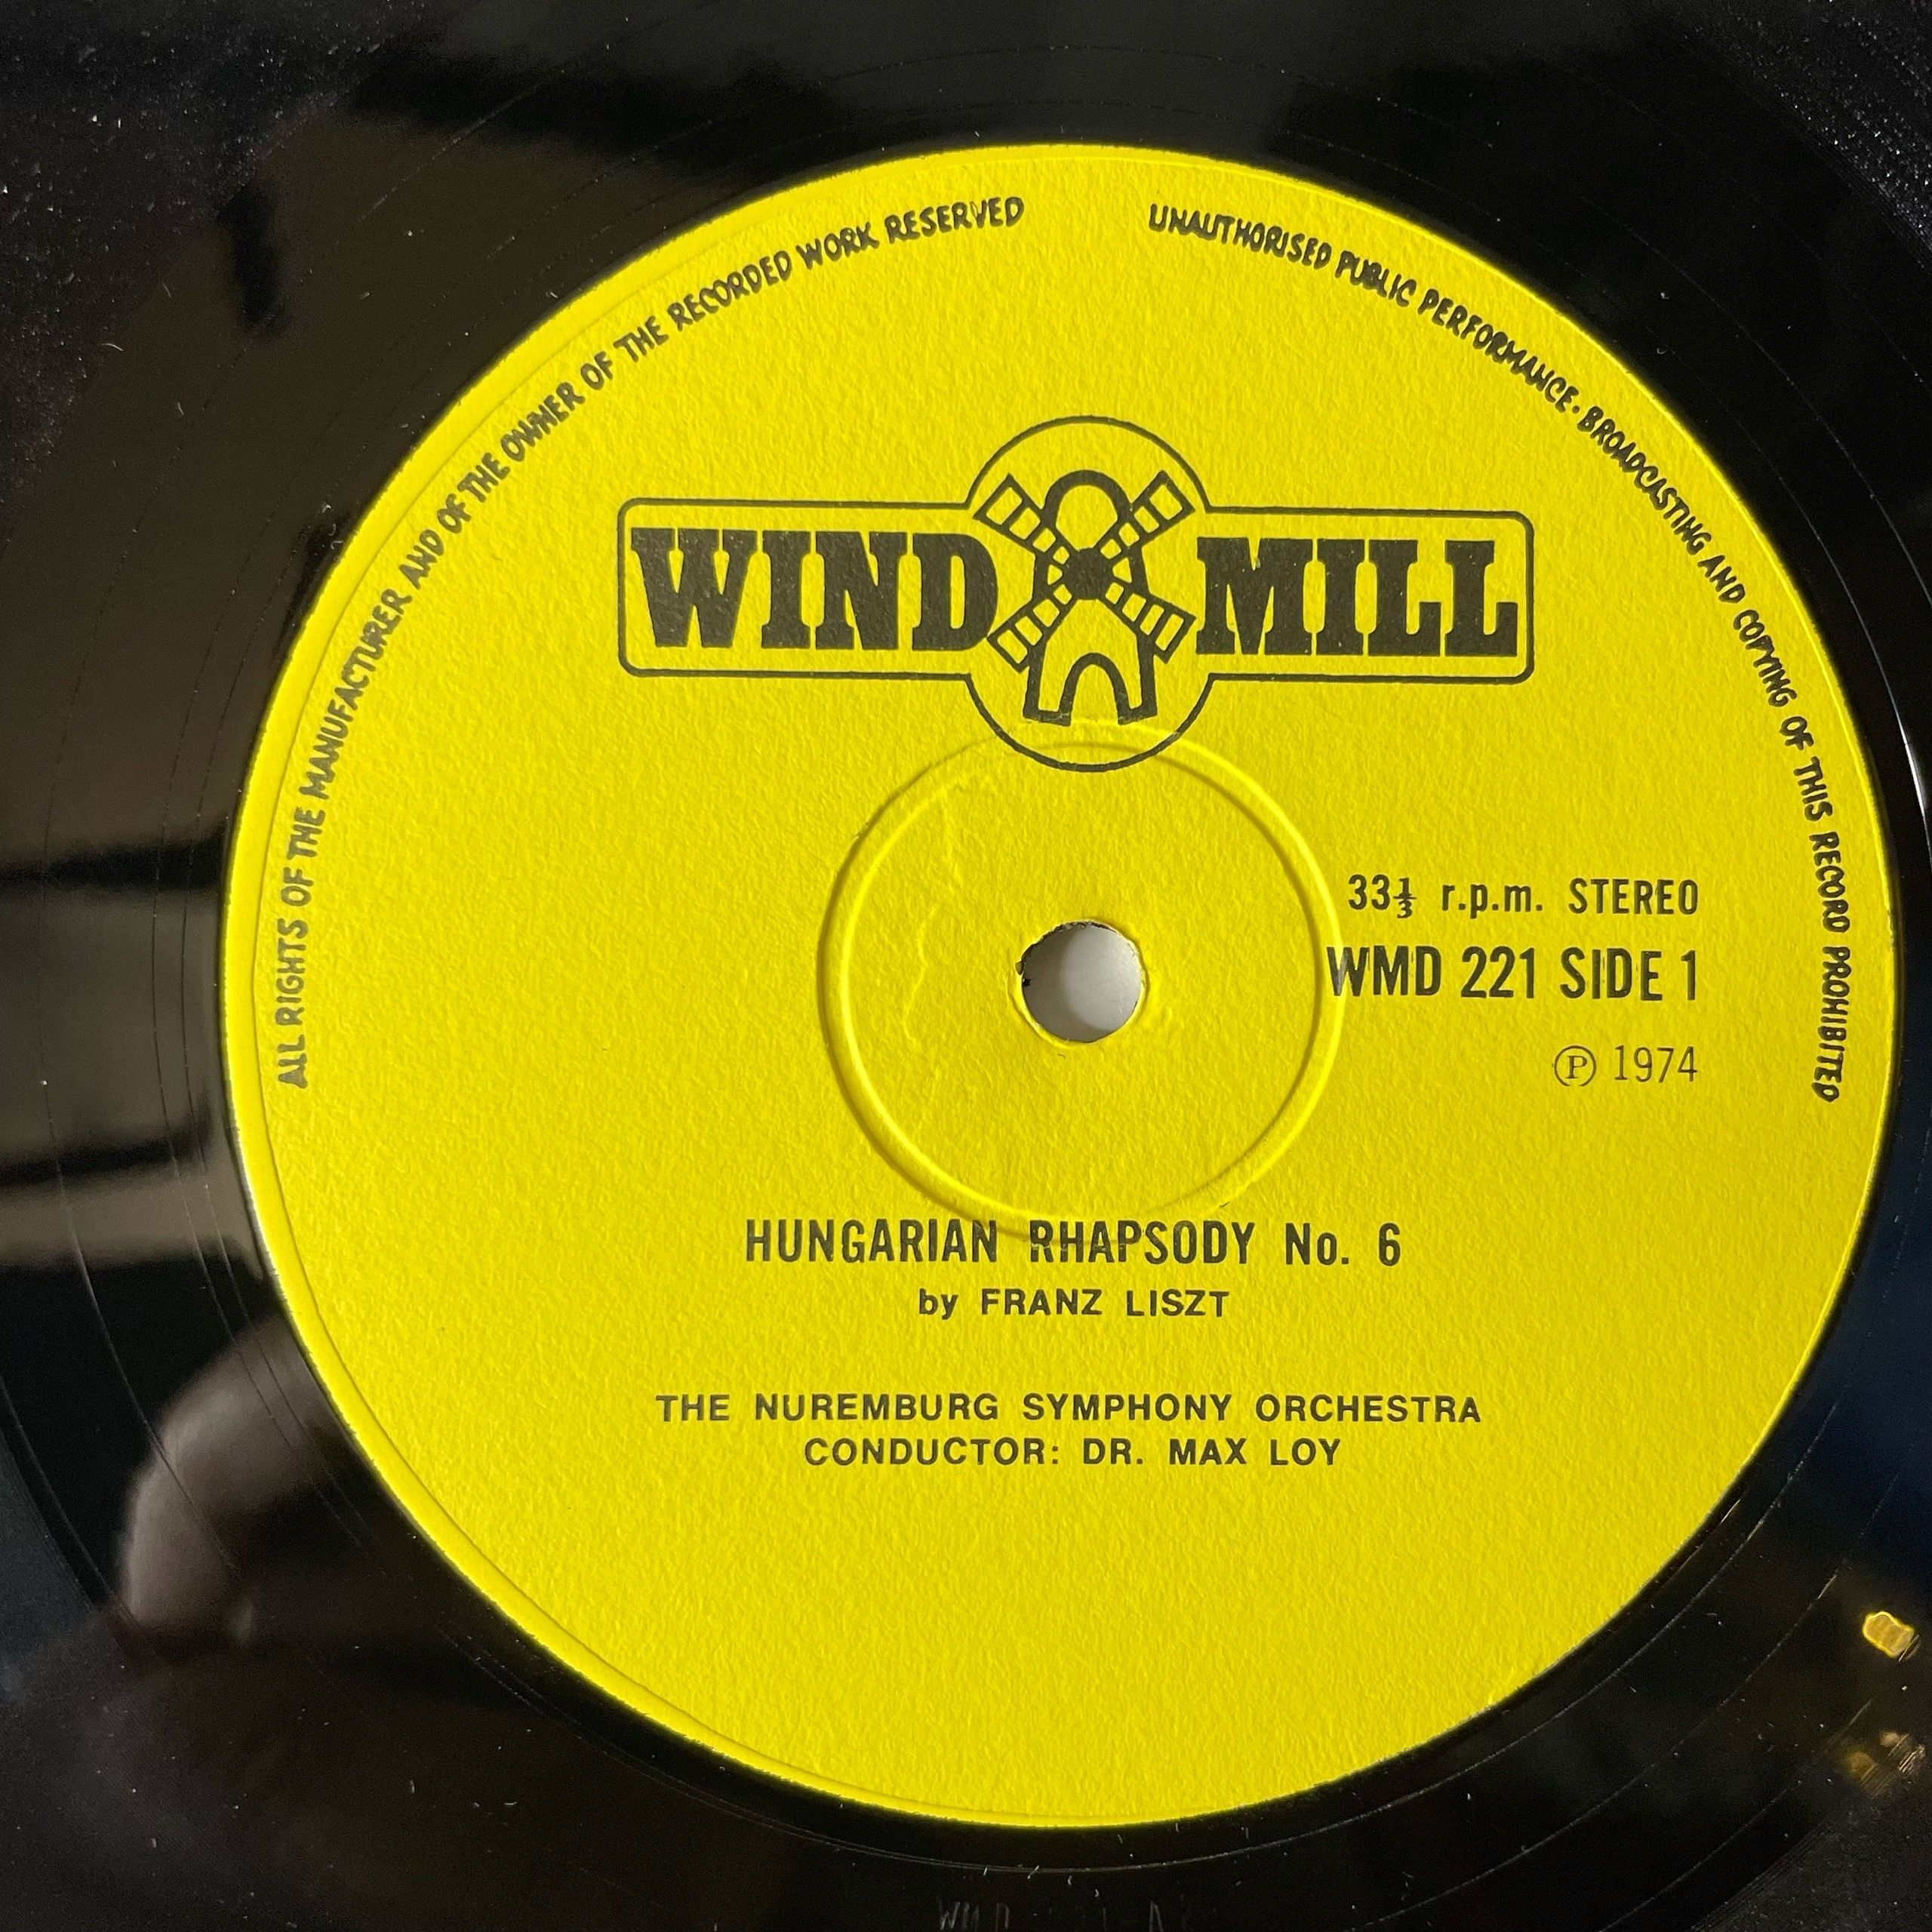 ALL RIGHTS OF THE MANUFACTURER AND OF THE OWNER OF THE RECORDED WORK RESERVED
UNAUTHORISED PUBLIC PERFORMANCE · BROADCASTING AND COPYING OF THIS RECORD PROHIBITED
WIND MILL
33⅓ r.p.m. STEREO
WMD 221 SIDE 1
℗ 1974
HUNGARIAN RHAPSODY No. 6
by FRANZ LISZT
THE NUREMBURG SYMPHONY ORCHESTRA
CONDUCTOR: DR. MAX LOY